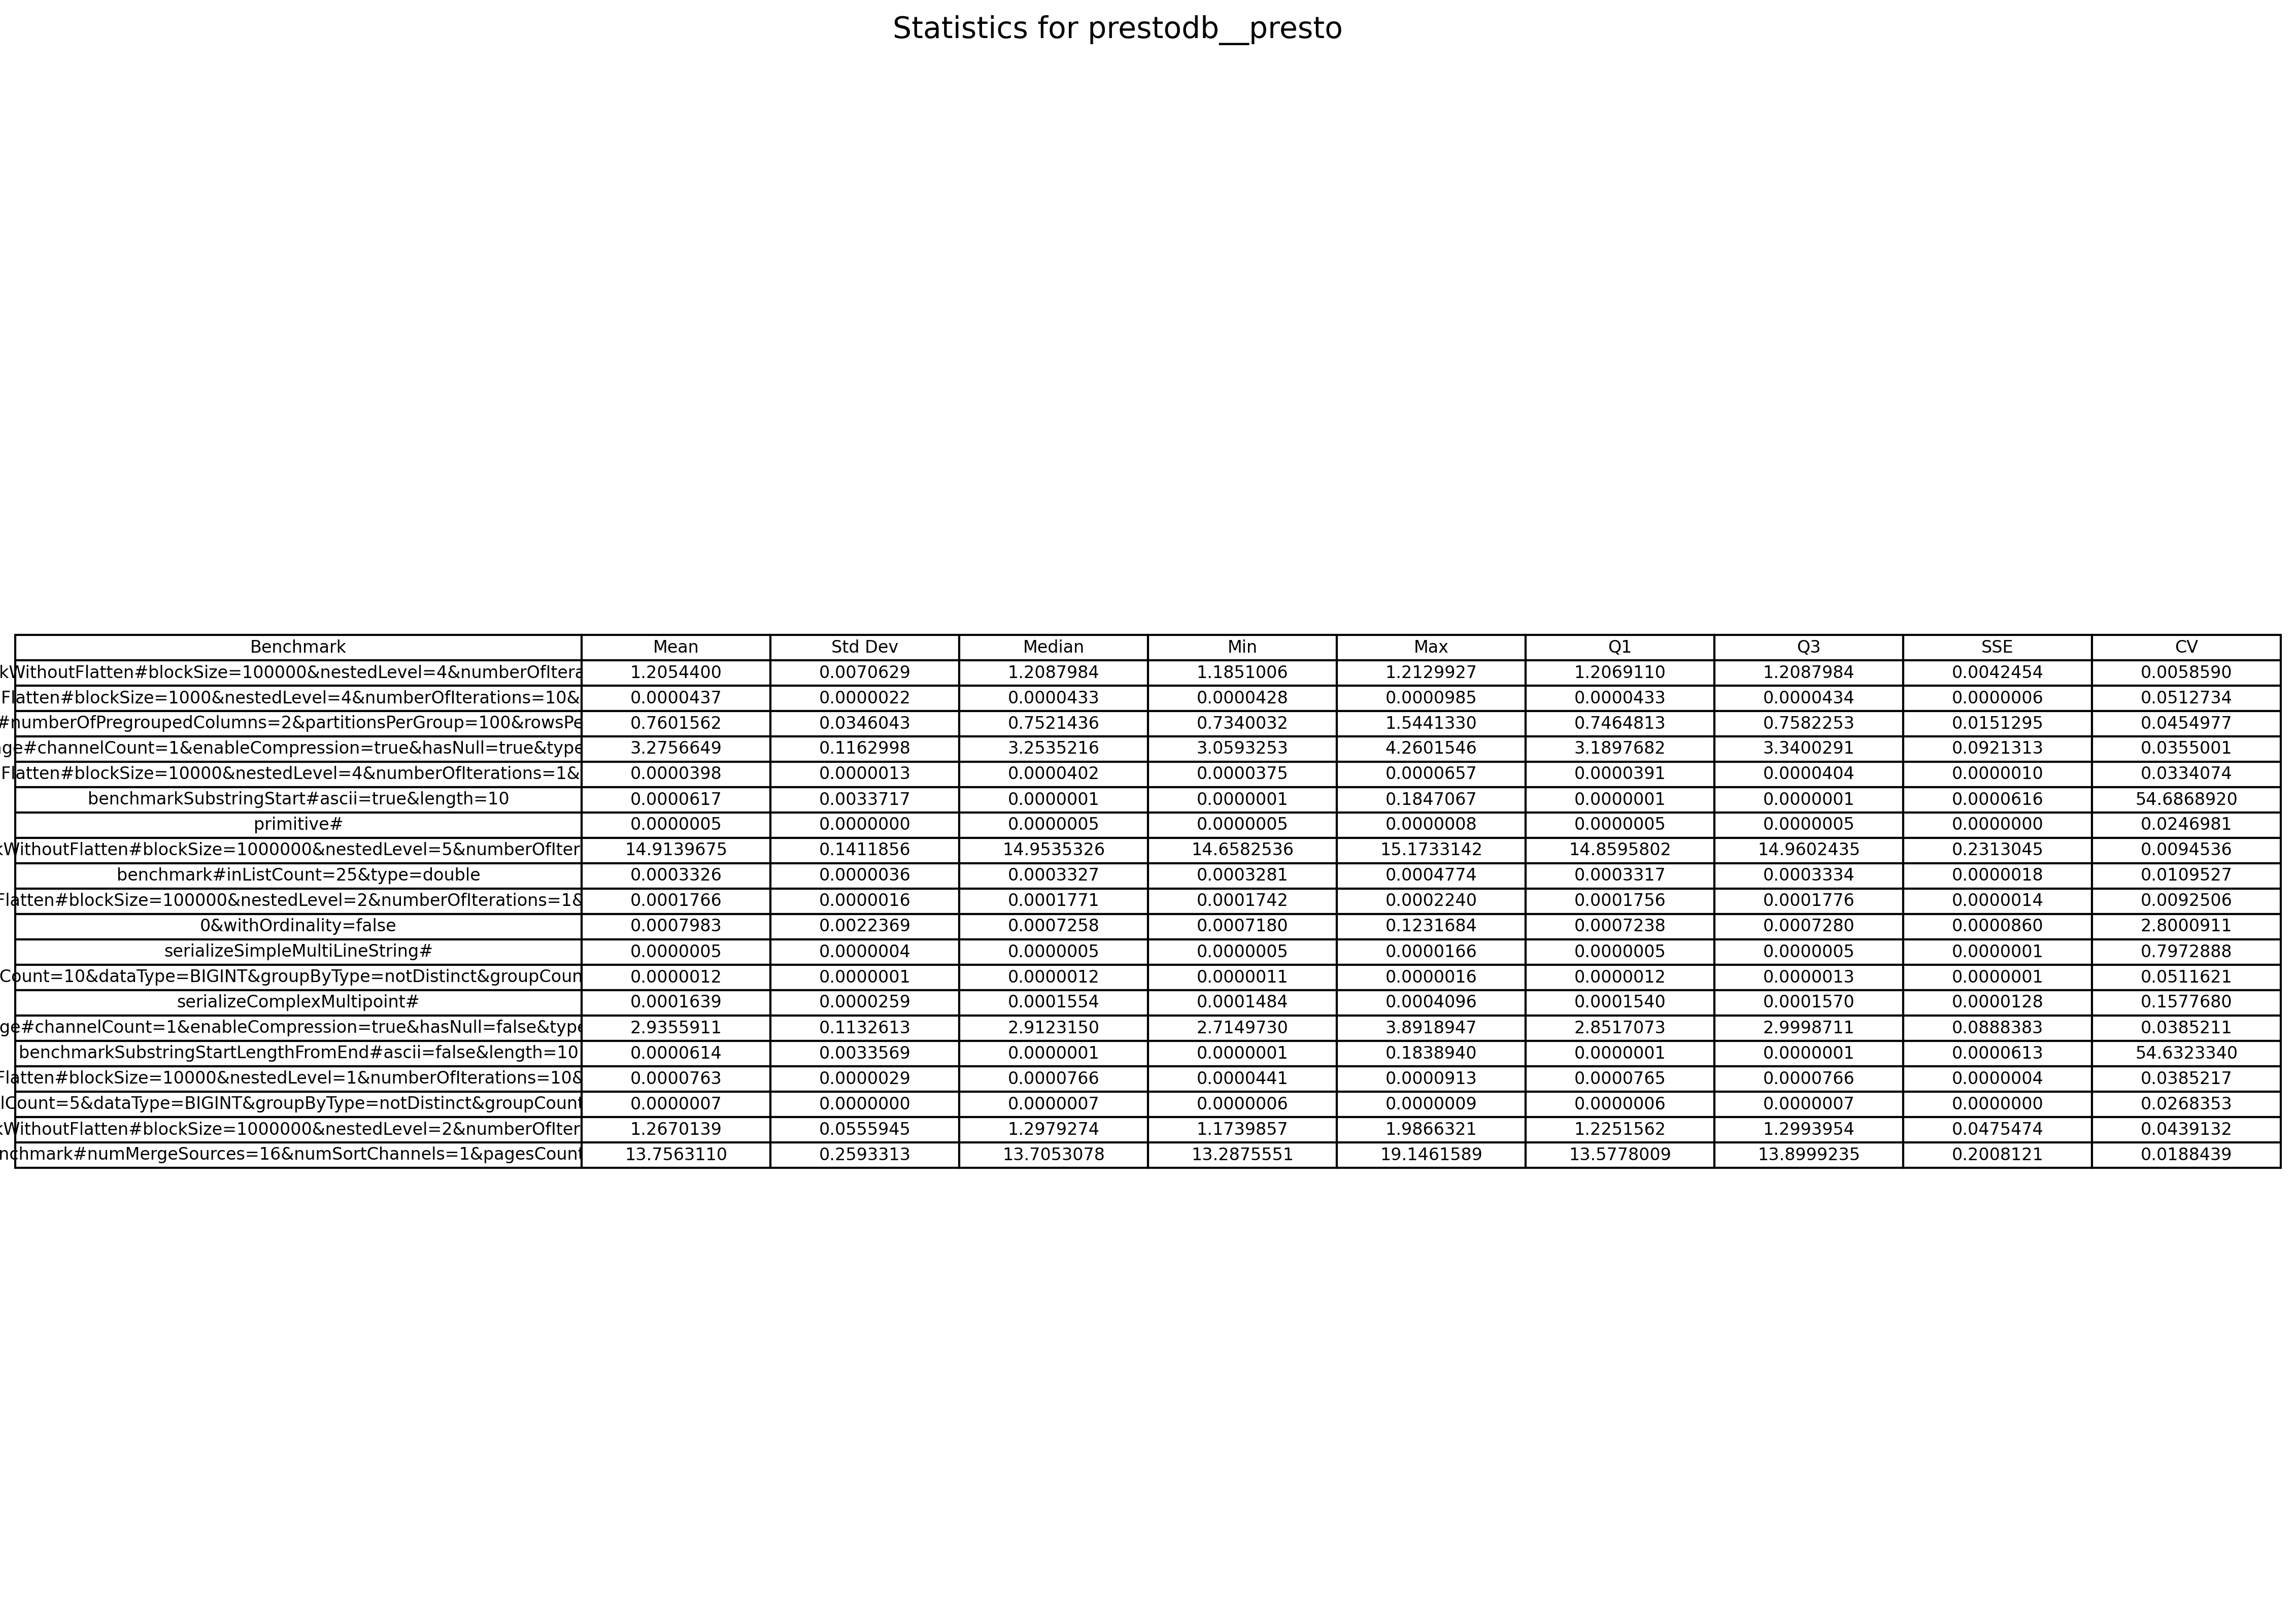 Statistics for prestodb__presto
Benchmark Mean Std Dev Median Min Max Q1 Q3 SSE CV
kWithoutFlatten#blockSize=100000&nestedLevel=4&numberOfItera 1.2054400 0.0070629 1.2087984 1.1851006 1.2129927 1.2069110 1.2087984 0.0042454 0.0058590
Flatten#blockSize=1000&nestedLevel=4&numberOfIterations=10& 0.0000437 0.0000022 0.0000433 0.0000428 0.0000985 0.0000433 0.0000434 0.0000006 0.0512734
#numberOfPregroupedColumns=2&partitionsPerGroup=100&rowsPe 0.7601562 0.0346043 0.7521436 0.7340032 1.5441330 0.7464813 0.7582253 0.0151295 0.0454977
ge#channelCount=1&enableCompression=true&hasNull=true&type 3.2756649 0.1162998 3.2535216 3.0593253 4.2601546 3.1897682 3.3400291 0.0921313 0.0355001
Flatten#blockSize=10000&nestedLevel=4&numberOfIterations=1& 0.0000398 0.0000013 0.0000402 0.0000375 0.0000657 0.0000391 0.0000404 0.0000010 0.0334074
benchmarkSubstringStart#ascii=true&length=10 0.0000617 0.0033717 0.0000001 0.0000001 0.1847067 0.0000001 0.0000001 0.0000616 54.6868920
primitive# 0.0000005 0.0000000 0.0000005 0.0000005 0.0000008 0.0000005 0.0000005 0.0000000 0.0246981
kWithoutFlatten#blockSize=1000000&nestedLevel=5&numberOfIter 14.9139675 0.1411856 14.9535326 14.6582536 15.1733142 14.8595802 14.9602435 0.2313045 0.0094536
benchmark#inListCount=25&type=double 0.0003326 0.0000036 0.0003327 0.0003281 0.0004774 0.0003317 0.0003334 0.0000018 0.0109527
Flatten#blockSize=100000&nestedLevel=2&numberOfIterations=1& 0.0001766 0.0000016 0.0001771 0.0001742 0.0002240 0.0001756 0.0001776 0.0000014 0.0092506
0&withOrdinality=false 0.0007983 0.0022369 0.0007258 0.0007180 0.1231684 0.0007238 0.0007280 0.0000860 2.8000911
serializeSimpleMultiLineString# 0.0000005 0.0000004 0.0000005 0.0000005 0.0000166 0.0000005 0.0000005 0.0000001 0.7972888
Count=10&dataType=BIGINT&groupByType=notDistinct&groupCoun 0.0000012 0.0000001 0.0000012 0.0000011 0.0000016 0.0000012 0.0000013 0.0000001 0.0511621
serializeComplexMultipoint# 0.0001639 0.0000259 0.0001554 0.0001484 0.0004096 0.0001540 0.0001570 0.0000128 0.1577680
ge#channelCount=1&enableCompression=true&hasNull=false&type 2.9355911 0.1132613 2.9123150 2.7149730 3.8918947 2.8517073 2.9998711 0.0888383 0.0385211
benchmarkSubstringStartLengthFromEnd#ascii=false&length=10 0.0000614 0.0033569 0.0000001 0.0000001 0.1838940 0.0000001 0.0000001 0.0000613 54.6323340
Flatten#blockSize=10000&nestedLevel=1&numberOfIterations=10& 0.0000763 0.0000029 0.0000766 0.0000441 0.0000913 0.0000765 0.0000766 0.0000004 0.0385217
lCount=5&dataType=BIGINT&groupByType=notDistinct&groupCount 0.0000007 0.0000000 0.0000007 0.0000006 0.0000009 0.0000006 0.0000007 0.0000000 0.0268353
kWithoutFlatten#blockSize=1000000&nestedLevel=2&numberOfIter 1.2670139 0.0555945 1.2979274 1.1739857 1.9866321 1.2251562 1.2993954 0.0475474 0.0439132
nchmark#numMergeSources=16&numSortChannels=1&pagesCount 13.7563110 0.2593313 13.7053078 13.2875551 19.1461589 13.5778009 13.8999235 0.2008121 0.0188439